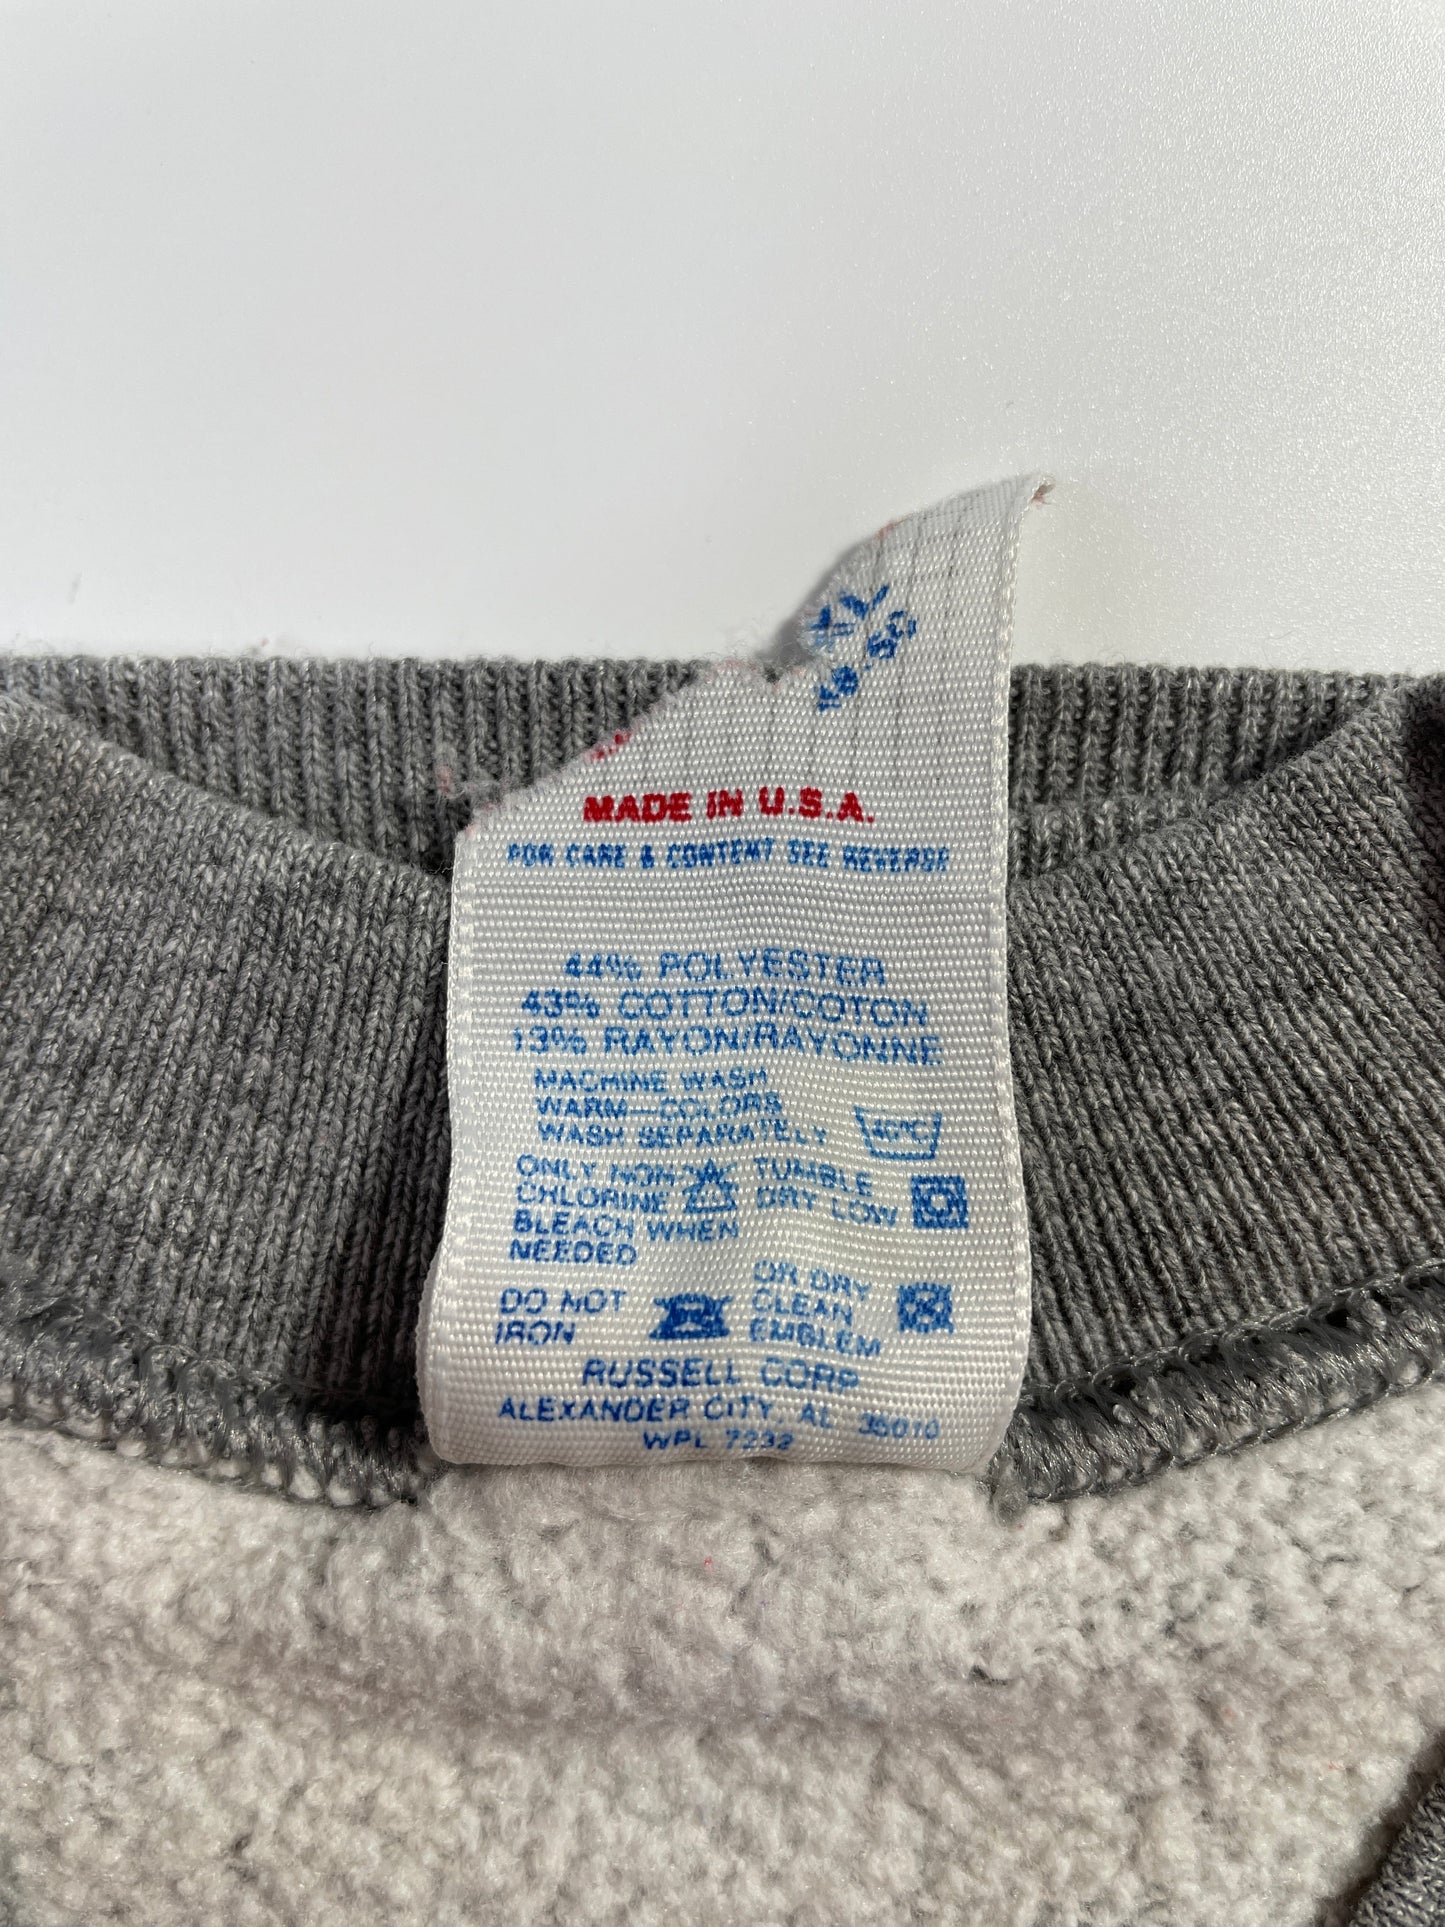 XL
MADE IN U.S.A.
FOR CARE & CONTENT SEE REVERSE
44% POLYESTER
43% COTTON/COTON
13% RAYON/RAYONNE
MACHINE WASH
WARM—COLORS
WASH SEPARATELY
40°C
ONLY NON-
CHLORINE
BLEACH WHEN
NEEDED
TUMBLE
DRY LOW
DO NOT
IRON
OR DRY
CLEAN
EMBLEM
RUSSELL CORP
ALEXANDER CITY, AL 35010
WPL 7232